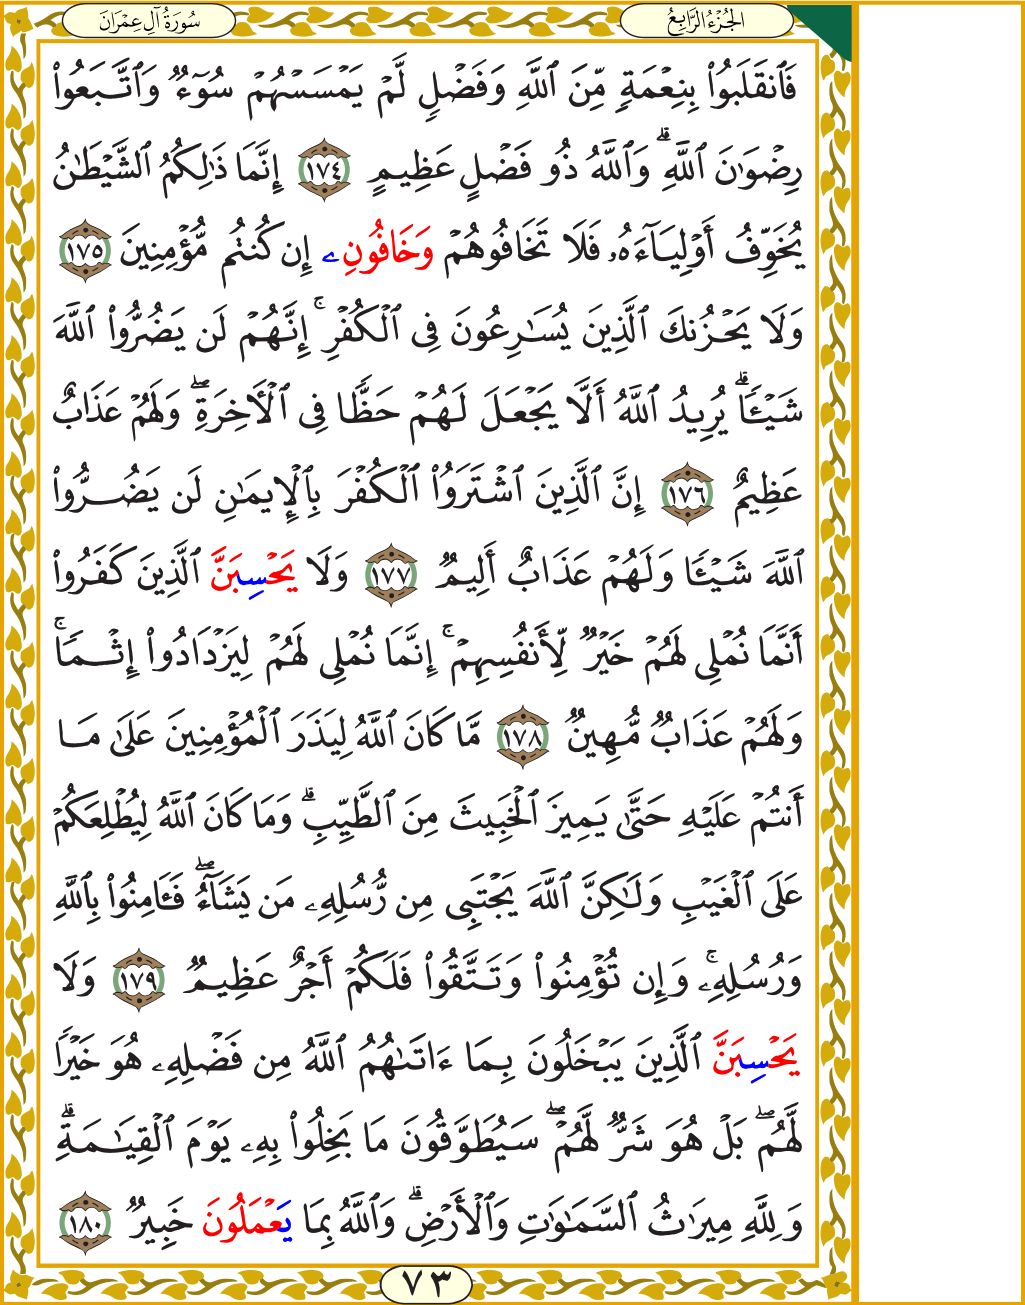 الجُزْءُ الرَّابِعُ
سُورَةُ آلِ عِمْرَانَ
فَٱنقَلَبُوا۟ بِنِعْمَةٍ مِّنَ ٱللَّهِ وَفَضْلٍ لَّمْ يَمْسَسْهُمْ سُوٓءٌ وَٱتَّبَعُوا۟
رِضْوَٰنَ ٱللَّهِ ۗ وَٱللَّهُ ذُو فَضْلٍ عَظِيمٍ ١٧٤ إِنَّمَا ذَٰلِكُمُ ٱلشَّيْطَٰنُ
يُخَوِّفُ أَوْلِيَآءَهُۥ فَلَا تَخَافُوهُمْ وَخَافُونِۦ إِن كُنتُم مُّؤْمِنِينَ ١٧٥
وَلَا يَحْزُنكَ ٱلَّذِينَ يُسَٰرِعُونَ فِى ٱلْكُفْرِ ۚ إِنَّهُمْ لَن يَضُرُّوا۟ ٱللَّهَ
شَيْـًٔا ۗ يُرِيدُ ٱللَّهُ أَلَّا يَجْعَلَ لَهُمْ حَظًّا فِى ٱلْـَٔاخِرَةِ ۖ وَلَهُمْ عَذَابٌ
عَظِيمٌ ١٧٦ إِنَّ ٱلَّذِينَ ٱشْتَرَوُا۟ ٱلْكُفْرَ بِٱلْإِيمَٰنِ لَن يَضُرُّوا۟
ٱللَّهَ شَيْـًٔا وَلَهُمْ عَذَابٌ أَلِيمٌ ١٧٧ وَلَا يَحْسِبَنَّ ٱلَّذِينَ كَفَرُوا۟
أَنَّمَا نُمْلِى لَهُمْ خَيْرٌ لِّأَنفُسِهِمْ ۚ إِنَّمَا نُمْلِى لَهُمْ لِيَزْدَادُوا۟ إِثْمًا ۚ
وَلَهُمْ عَذَابٌ مُّهِينٌ ١٧٨ مَّا كَانَ ٱللَّهُ لِيَذَرَ ٱلْمُؤْمِنِينَ عَلَىٰ مَا
أَنتُمْ عَلَيْهِ حَتَّىٰ يَمِيزَ ٱلْخَبِيثَ مِنَ ٱلطَّيِّبِ ۗ وَمَا كَانَ ٱللَّهُ لِيُطْلِعَكُمْ
عَلَى ٱلْغَيْبِ وَلَٰكِنَّ ٱللَّهَ يَجْتَبِى مِن رُّسُلِهِۦ مَن يَشَآءُ ۖ فَـَٔامِنُوا۟ بِٱللَّهِ
وَرُسُلِهِۦ ۚ وَإِن تُؤْمِنُوا۟ وَتَتَّقُوا۟ فَلَكُمْ أَجْرٌ عَظِيمٌ ١٧٩ وَلَا
يَحْسِبَنَّ ٱلَّذِينَ يَبْخَلُونَ بِمَا ءَاتَىٰهُمُ ٱللَّهُ مِن فَضْلِهِۦ هُوَ خَيْرًا
لَّهُم ۖ بَلْ هُوَ شَرٌّ لَّهُمْ ۖ سَيُطَوَّقُونَ مَا بَخِلُوا۟ بِهِۦ يَوْمَ ٱلْقِيَٰمَةِ ۗ
وَلِلَّهِ مِيرَٰثُ ٱلسَّمَٰوَٰتِ وَٱلْأَرْضِ ۗ وَٱللَّهُ بِمَا يَعْمَلُونَ خَبِيرٌ ١٨٠
٧٣